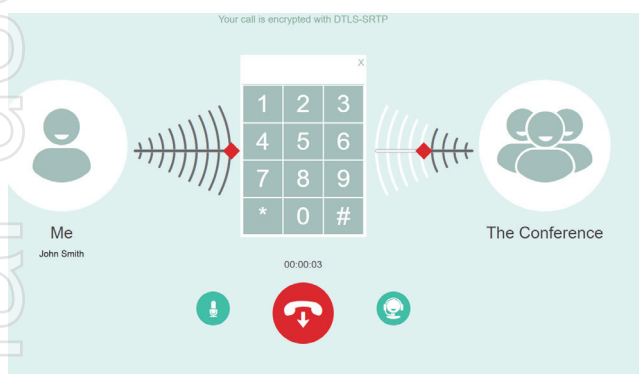 Your call is encrypted with DTLS-SRTP
X
1 2 3
4 5 6
7 8 9
* 0 #
Me
John Smith
The Conference
00:00:03